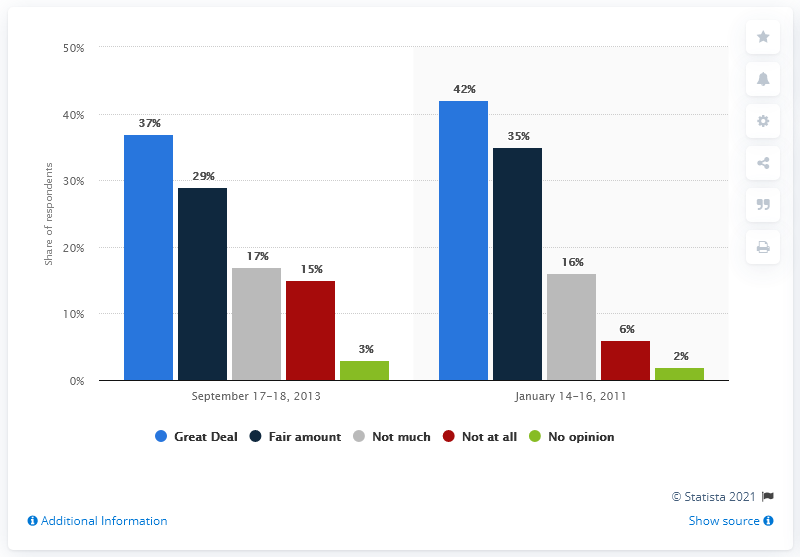 50%
40%
30%
20%
10%
0%
Share of respondents
37%
29%
17%
15%
3%
42%
35%
16%
6%
2%
September 17-18, 2013
January 14-16, 2011
Great Deal
Fair amount
Not much
Not at all
No opinion
© Statista 2021
Additional Information
Show source